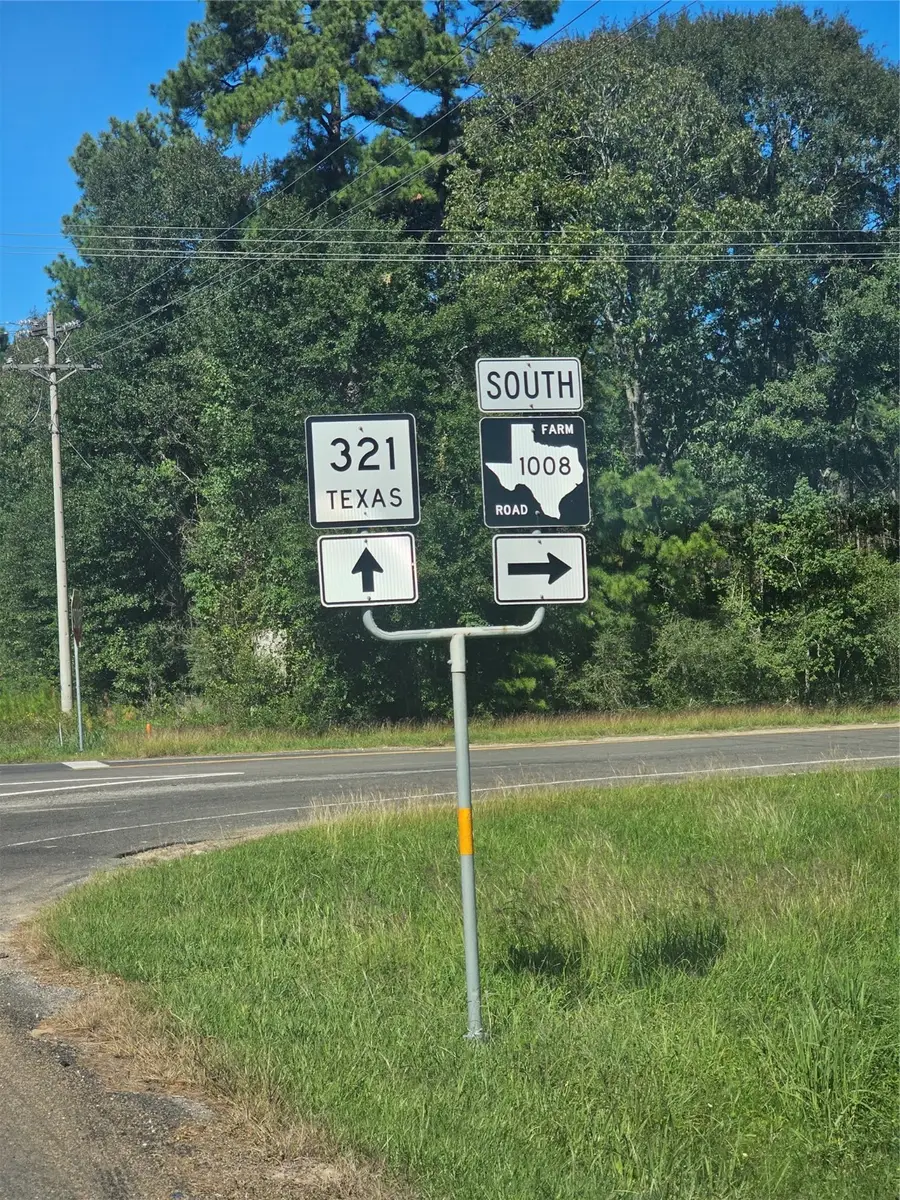 321
TEXAS
SOUTH
FARM
1008
ROAD